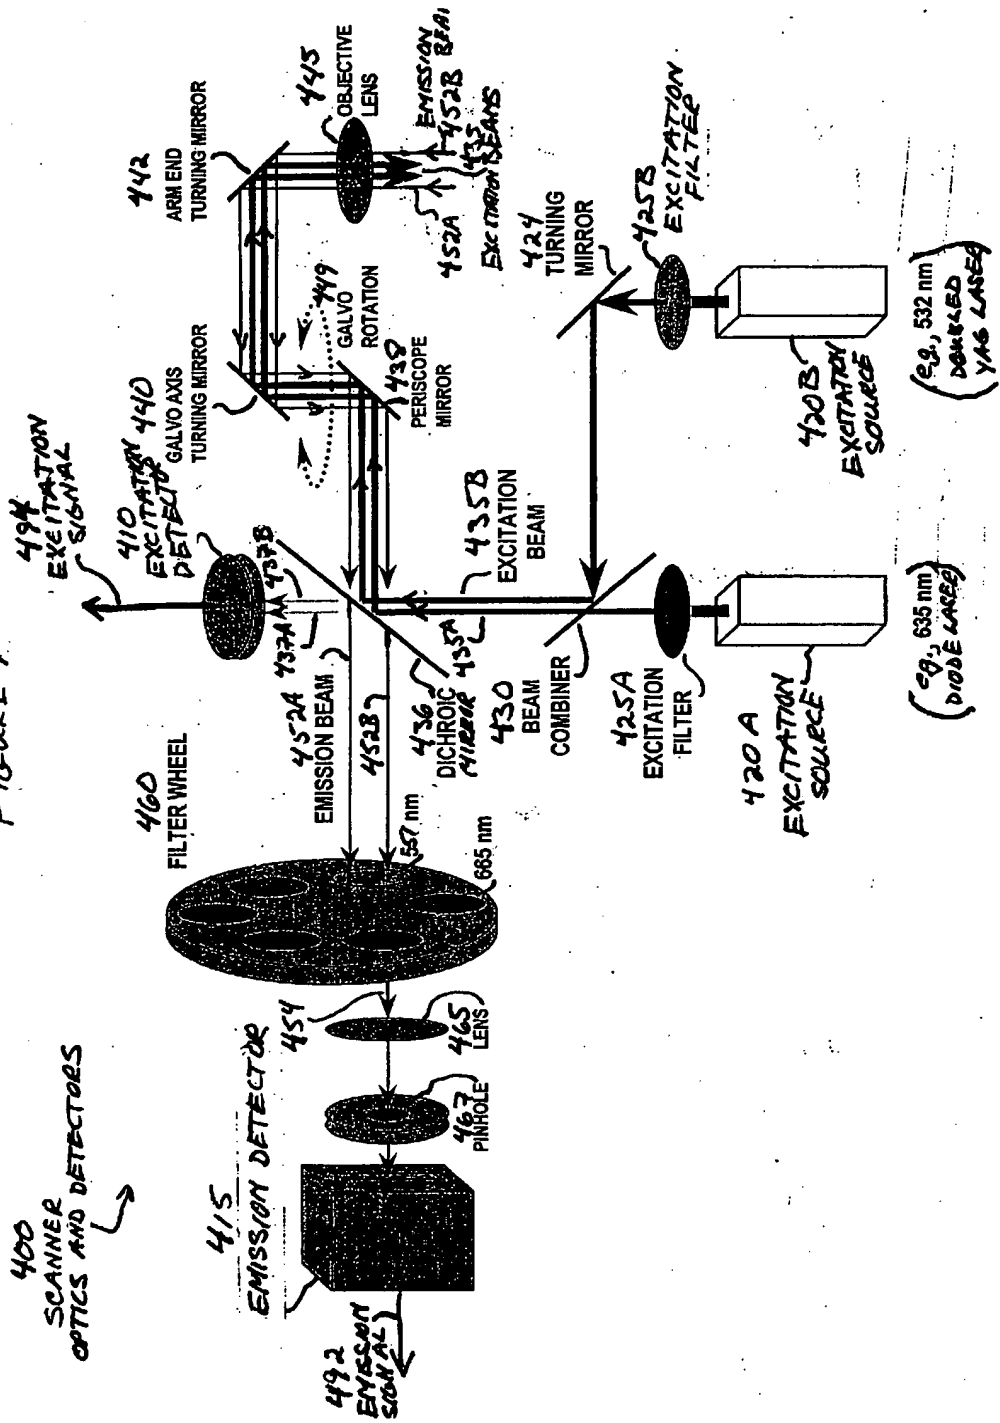 400
SCANNER
OPTICS AND DETECTORS
494
EXCITATION
SIGNAL
410
EXCITATION
DETECTOR
440
GALVO AXIS
TURNING MIRROR
442
ARM END
TURNING MIRROR
445
OBJECTIVE
LENS
EMISSION
452B BEAM
435
EXCITATION BEAMS
452A
449
GALVO
ROTATION
438
PERISCOPE
MIRROR
437B
437A
460
FILTER WHEEL
452A
EMISSION BEAM
452B
557 nm
665 nm
436
DICHROIC
MIRROR
435A
435B
EXCITATION
BEAM
430
BEAM
COMBINER
424
TURNING
MIRROR
425B
EXCITATION
FILTER
425A
EXCITATION
FILTER
420A
EXCITATION
SOURCE
(e.g., 635 nm
DIODE LASER)
420B
EXCITATION
SOURCE
(e.g., 532 nm
DOUBLED
YAG LASER)
454
465
LENS
467
PINHOLE
415
EMISSION DETECTOR
492
EMISSION
SIGNAL